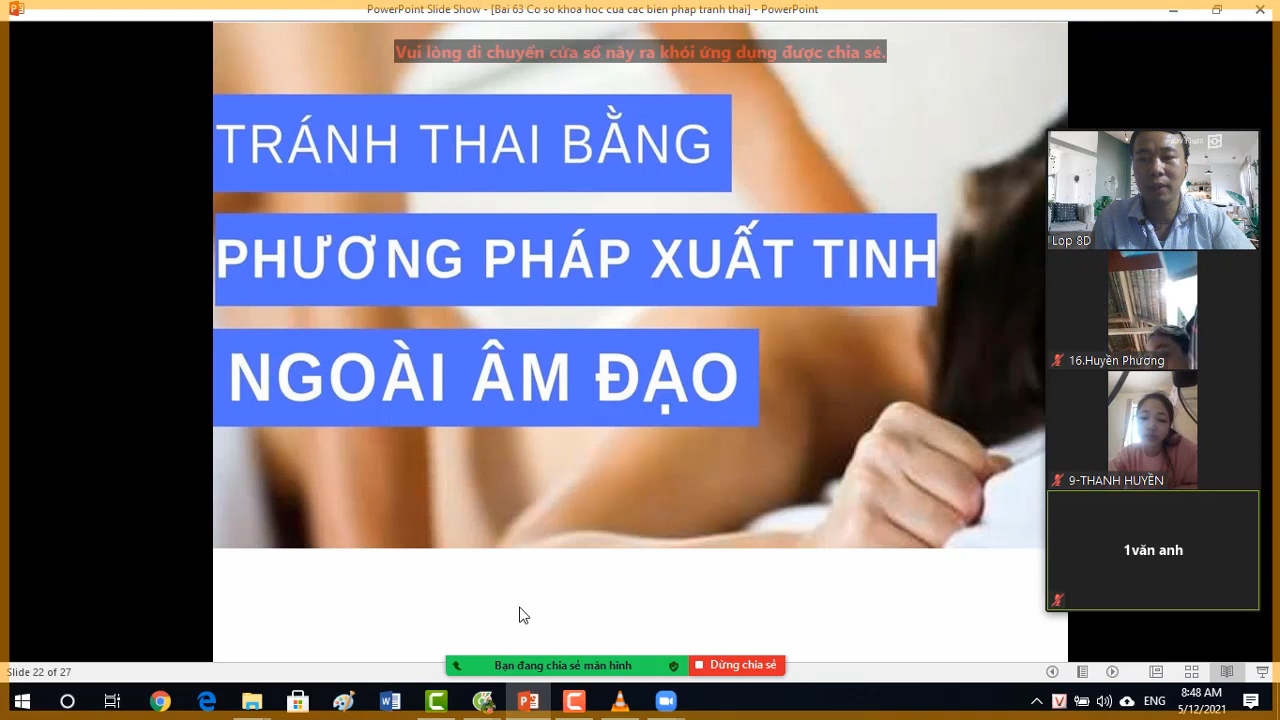 PowerPoint Slide Show - [Bai 63 Co so khoa hoc cua cac bien phap tranh thai] - PowerPoint
Vui lòng di chuyển cửa sổ này ra khỏi ứng dụng được chia sẻ.
TRÁNH THAI BẰNG
PHƯƠNG PHÁP XUẤT TINH
NGOÀI ÂM ĐẠO
Lop 8D
16.Huyền Phượng
9-THANH HUYỀN
1văn anh
Bạn đang chia sẻ màn hình
Dừng chia sẻ
Slide 22 of 27
ENG
8:48 AM
5/12/2021